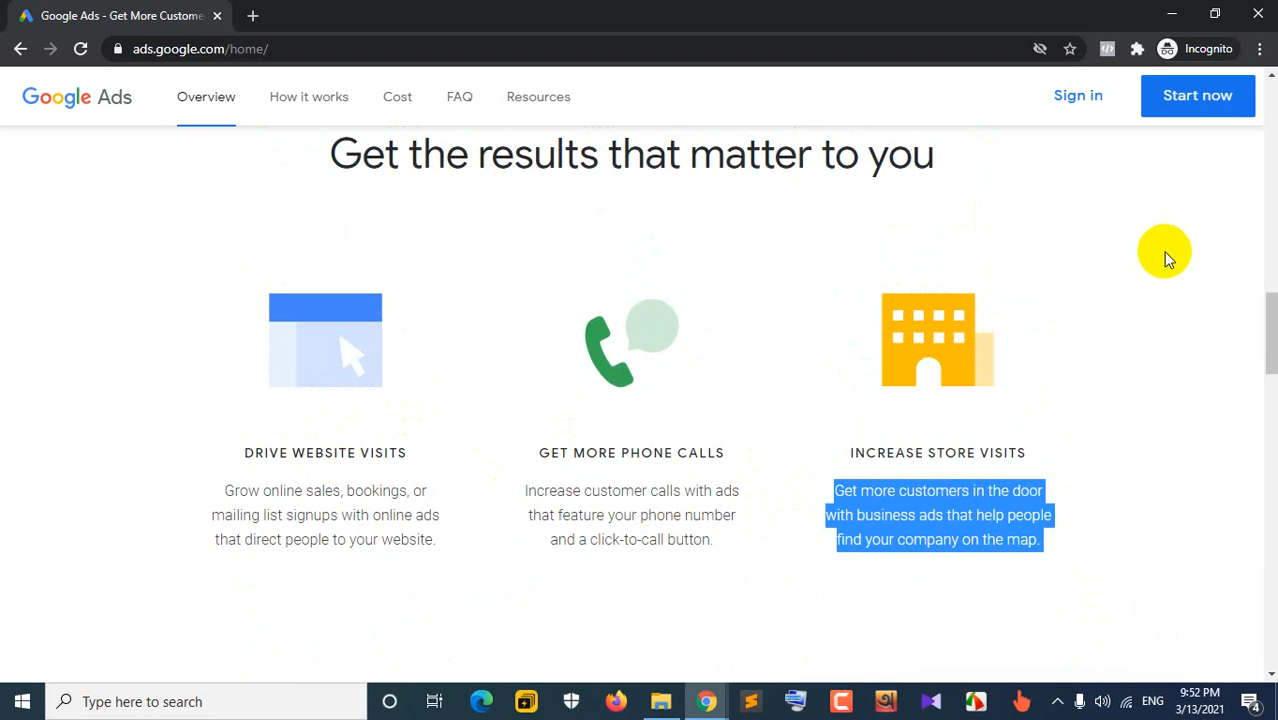 Google Ads - Get More Custome
ads.google.com/home/
Incognito
Google Ads
Overview
How it works
Cost
FAQ
Resources
Sign in
Start now
Get the results that matter to you
DRIVE WEBSITE VISITS
Grow online sales, bookings, or
mailing list signups with online ads
that direct people to your website.
GET MORE PHONE CALLS
Increase customer calls with ads
that feature your phone number
and a click-to-call button.
INCREASE STORE VISITS
Get more customers in the door
with business ads that help people
find your company on the map.
Type here to search
ENG
9:52 PM
3/13/2021
4